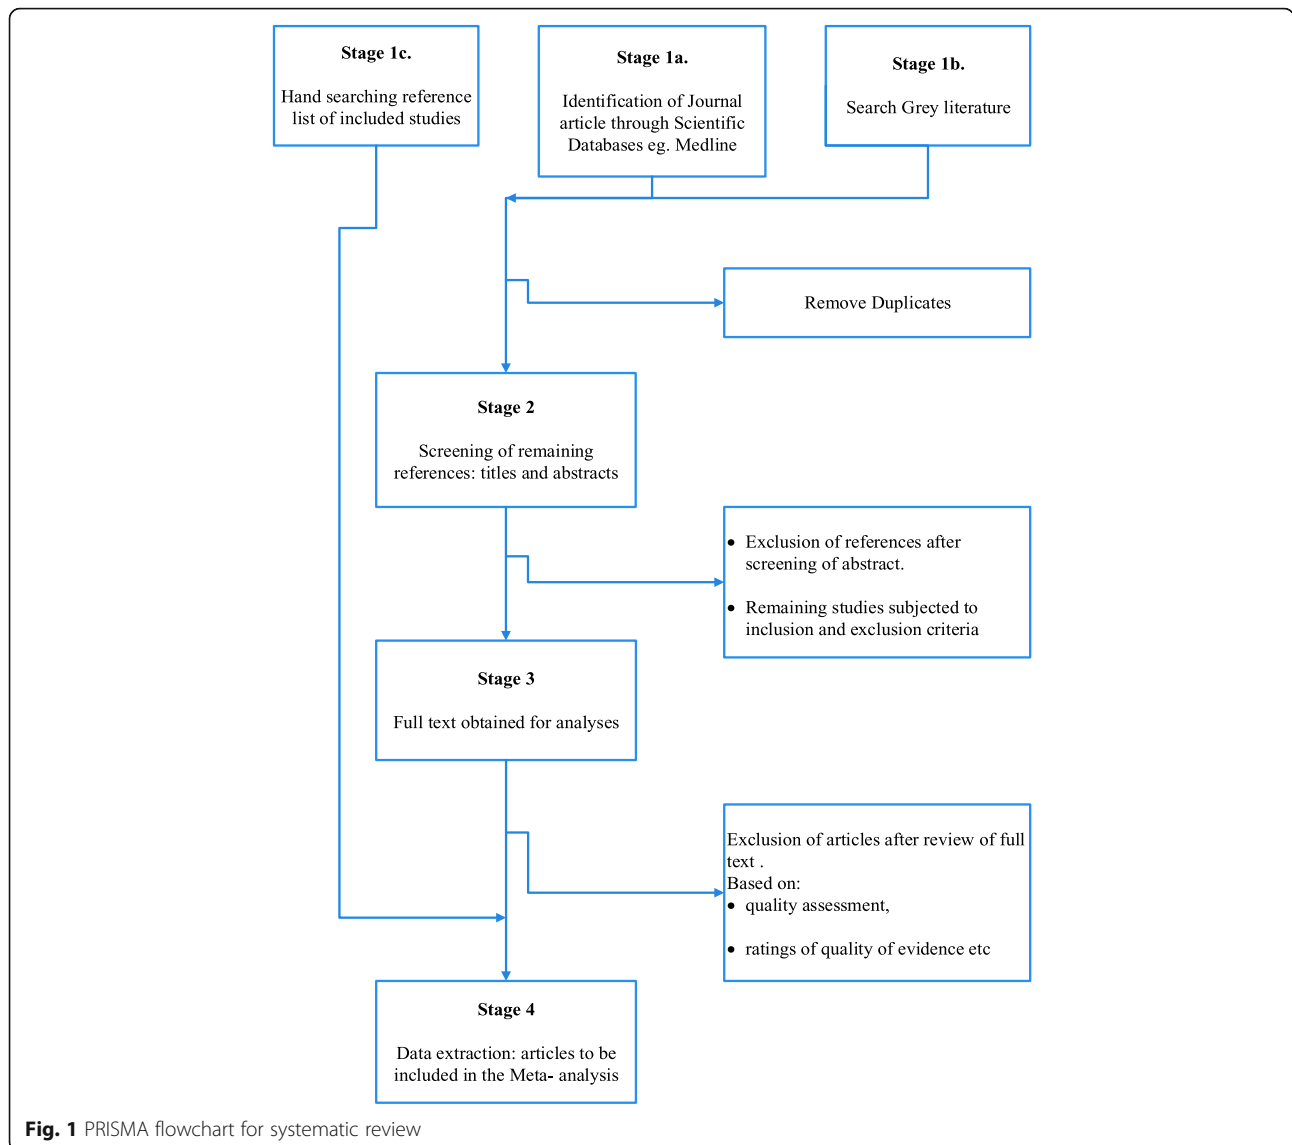 Stage 1c.
Hand searching reference
list of included studies
Stage 1a.
Identification of Journal
article through Scientific
Databases eg. Medline
Stage 1b.
Search Grey literature
Remove Duplicates
Stage 2
Screening of remaining
references: titles and abstracts
• Exclusion of references after
screening of abstract.
• Remaining studies subjected to
inclusion and exclusion criteria
Stage 3
Full text obtained for analyses
Exclusion of articles after review of full
text .
Based on:
• quality assessment,
• ratings of quality of evidence etc
Stage 4
Data extraction: articles to be
included in the Meta- analysis
Fig. 1 PRISMA flowchart for systematic review